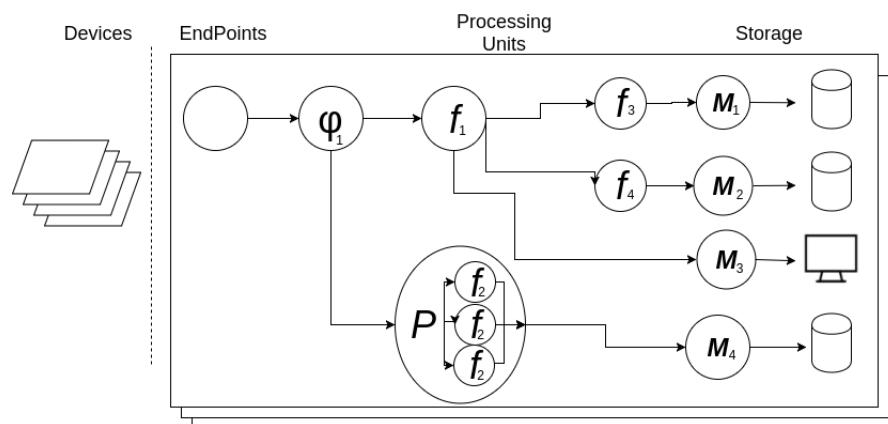 Devices
EndPoints
Processing
Units
Storage
φ1
f1
f3
M1
f4
M2
M3
P
f2
f2
f2
M4